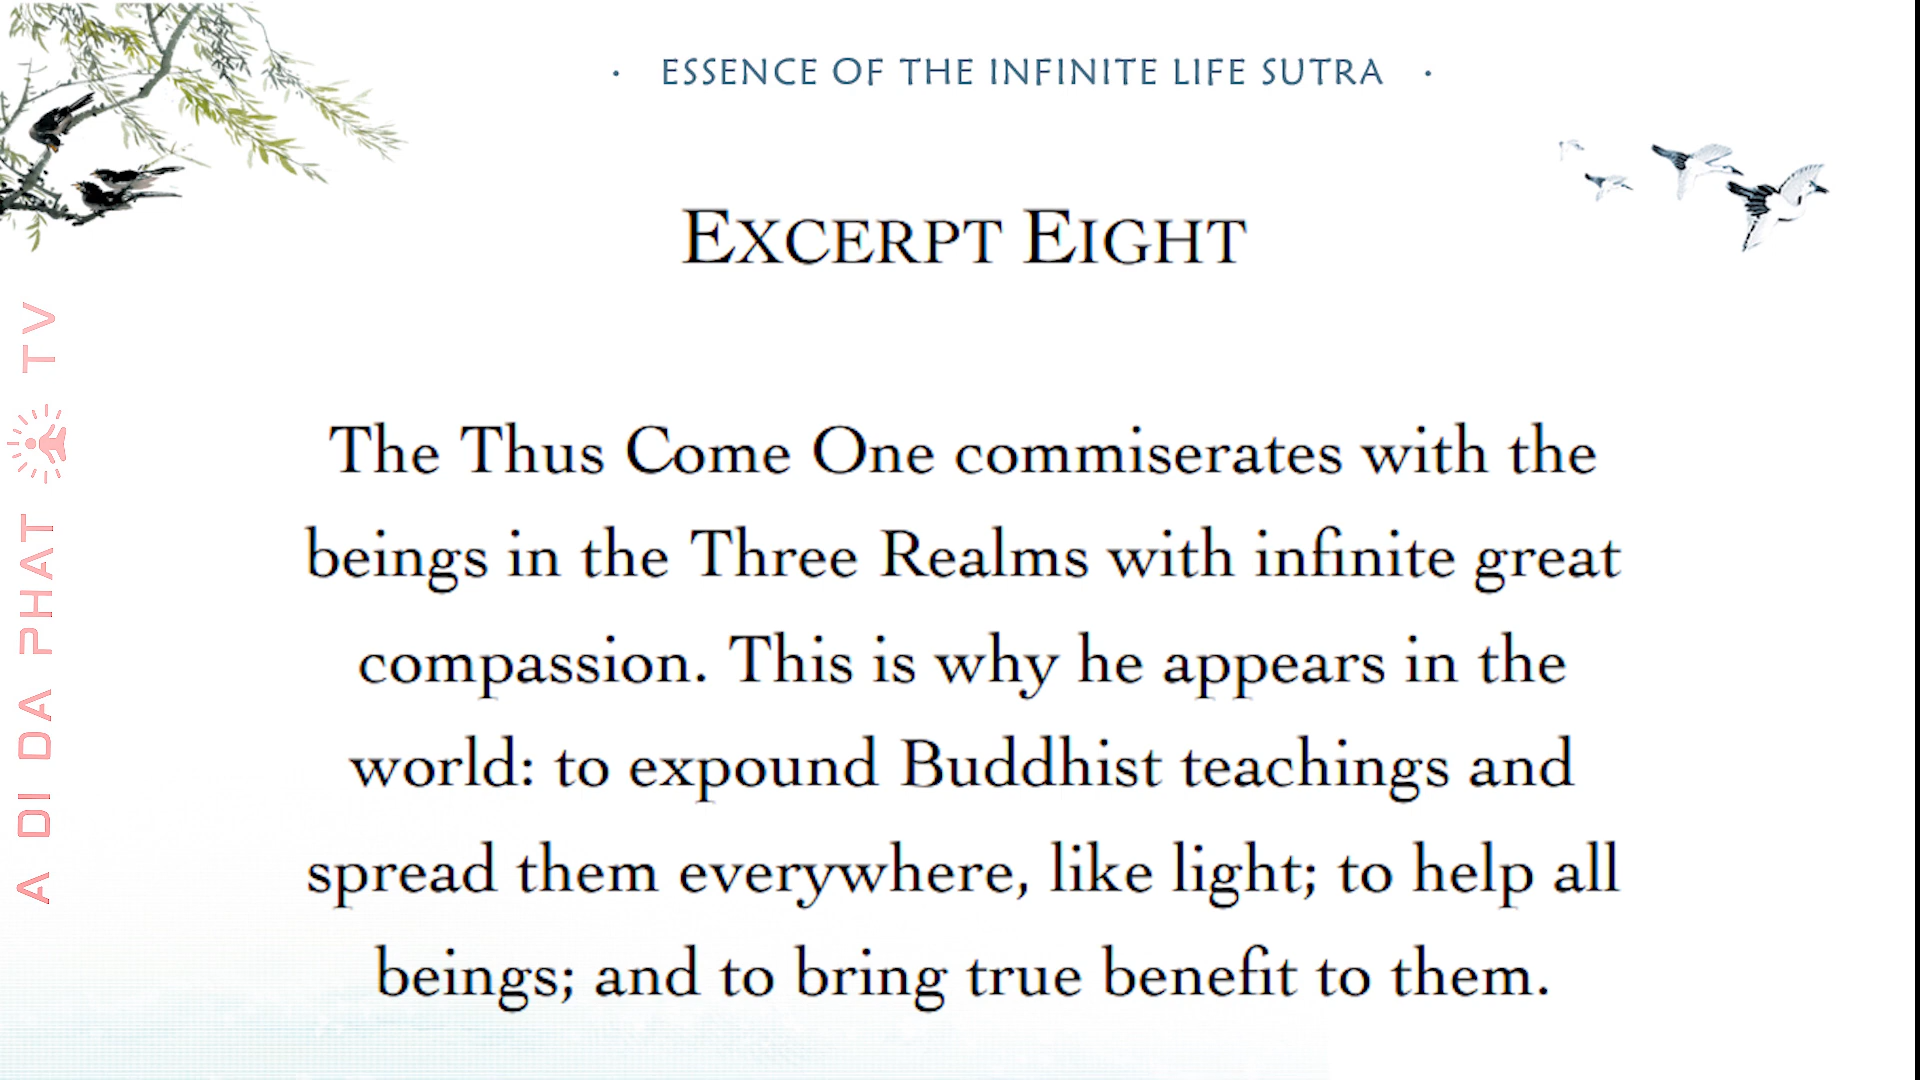 · ESSENCE OF THE INFINITE LIFE SUTRA ·
EXCERPT EIGHT
The Thus Come One commiserates with the
beings in the Three Realms with infinite great
compassion. This is why he appears in the
world: to expound Buddhist teachings and
spread them everywhere, like light; to help all
beings; and to bring true benefit to them.
A DI DA PHAT TV